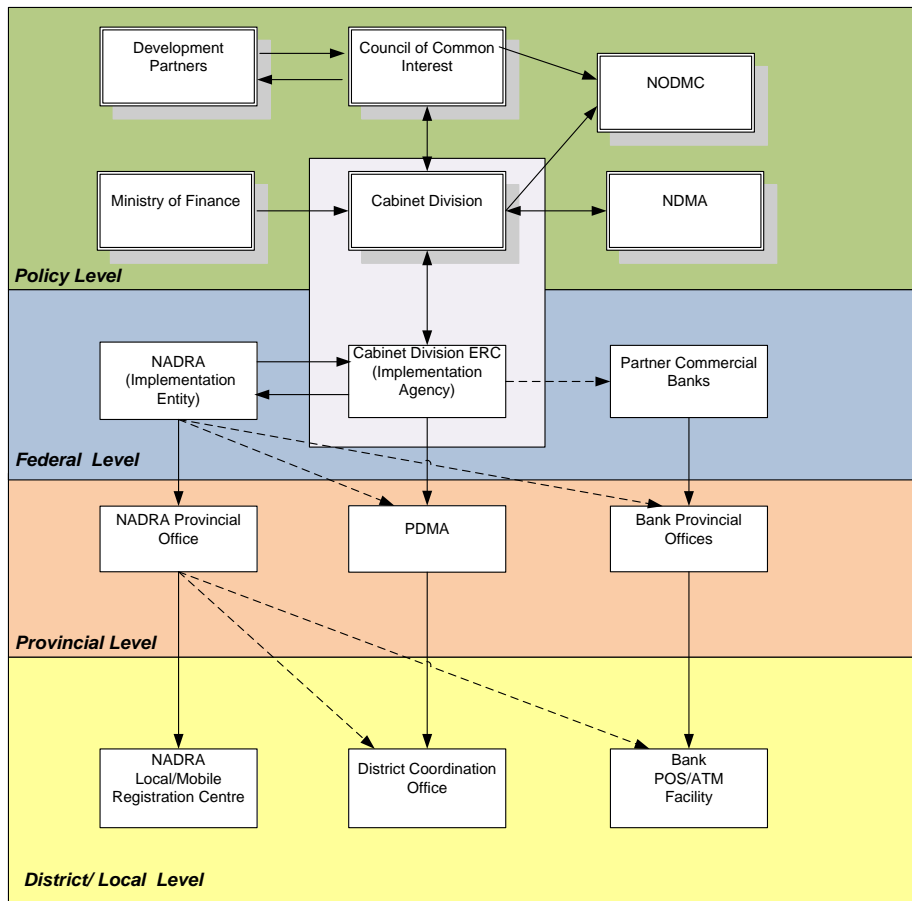 Development
Partners
Council of Common
Interest
NODMC
Ministry of Finance
Cabinet Division
NDMA
Policy Level
NADRA
(Implementation
Entity)
Cabinet Division ERC
(Implementation
Agency)
Partner Commercial
Banks
Federal Level
NADRA Provincial
Office
PDMA
Bank Provincial
Offices
Provincial Level
NADRA
Local/Mobile
Registration Centre
District Coordination
Office
Bank
POS/ATM
Facility
District/ Local Level